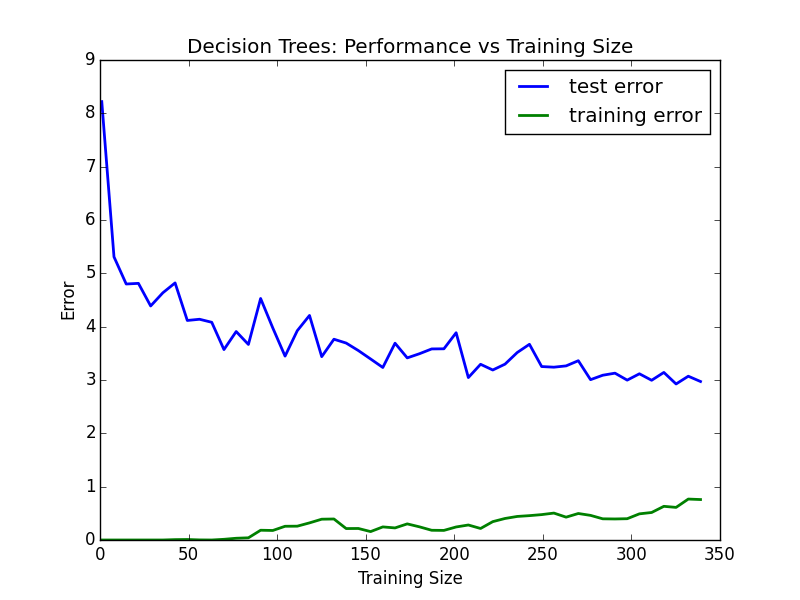 Decision Trees: Performance vs Training Size
test error
training error
9
8
7
6
5
4
3
2
1
0
Error
0 50 100 150 200 250 300 350
Training Size